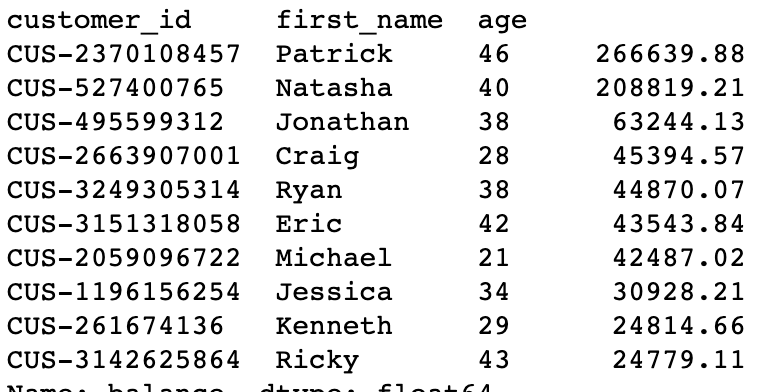 customer_id first_name age
CUS-2370108457 Patrick 46 266639.88
CUS-527400765 Natasha 40 208819.21
CUS-495599312 Jonathan 38 63244.13
CUS-2663907001 Craig 28 45394.57
CUS-3249305314 Ryan 38 44870.07
CUS-3151318058 Eric 42 43543.84
CUS-2059096722 Michael 21 42487.02
CUS-1196156254 Jessica 34 30928.21
CUS-261674136 Kenneth 29 24814.66
CUS-3142625864 Ricky 43 24779.11
Name: balance, dtype: float64